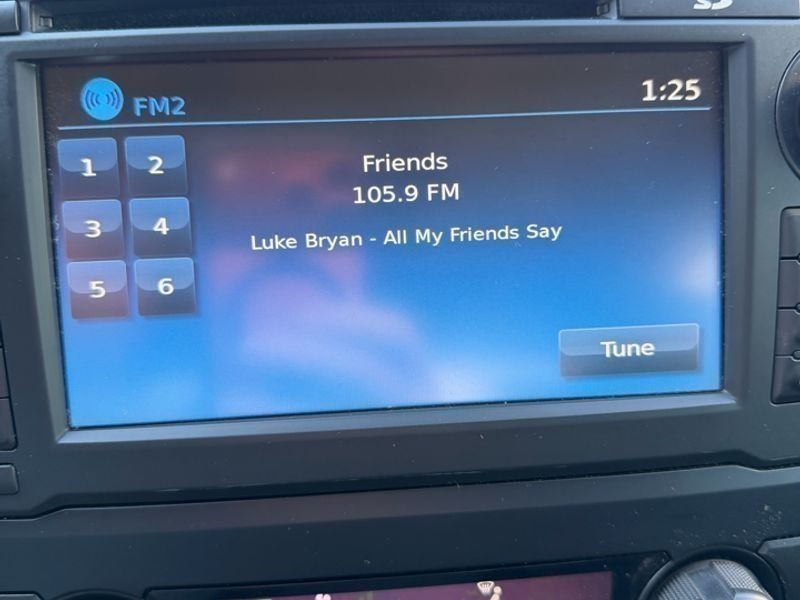 FM2
1:25
1
2
3
4
5
6
Friends
105.9 FM
Luke Bryan - All My Friends Say
Tune